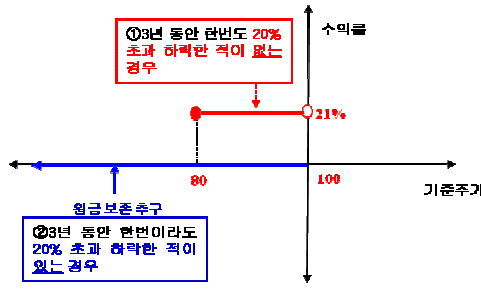 ①3년 동안 한번도 20%
초과 하락한 적이 없는
경우
수익률
21%
80
100
기준주가
원금보존추구
②3년 동안 한번이라도
20% 초과 하락한 적이
있는 경우